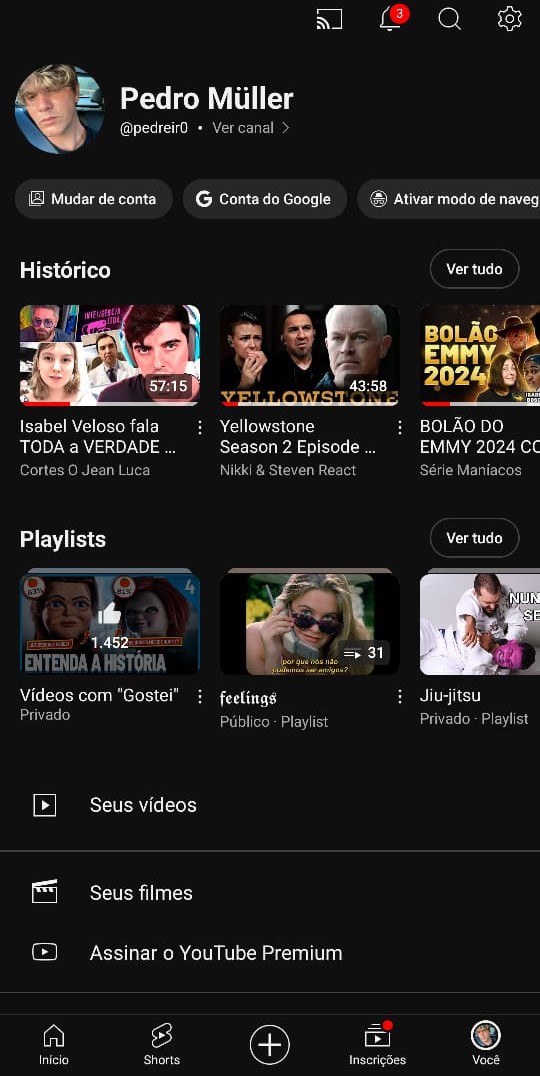 3
Pedro Müller
@pedreir0 • Ver canal
Mudar de conta
Conta do Google
Ativar modo de naveg
Histórico
Ver tudo
INTELIGÊNCIA
57:15
YELLOWSTONE
43:58
BOLÃO
EMMY
2024
Isabel Veloso fala
TODA a VERDADE ...
Cortes O Jean Luca
Yellowstone
Season 2 Episode ...
Nikki & Steven React
BOLÃO DO
EMMY 2024 CO
Série Maníacos
Playlists
Ver tudo
63%
81%
4
1.452
ENTENDA A HISTÓRIA
por que nós não
podemos ser amigos?
31
NUN
SE
Vídeos com "Gostei"
Privado
𝖋𝖊𝖊𝖑𝖎𝖓𝖌𝖘
Público · Playlist
Jiu-jitsu
Privado · Playlist
Seus vídeos
Seus filmes
Assinar o YouTube Premium
Início
Shorts
Inscrições
Você